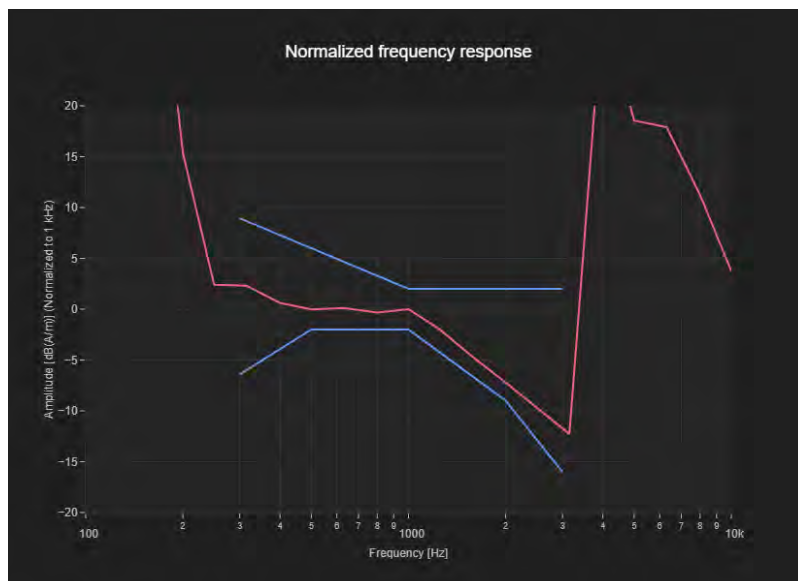 Normalized frequency response
Amplitude [dB(A/m)] (Normalized to 1 kHz)
20
15
10
5
0
−5
−10
−15
−20
100 2 3 4 5 6 7 8 9 1000 2 3 4 5 6 7 8 9 10k
Frequency [Hz]